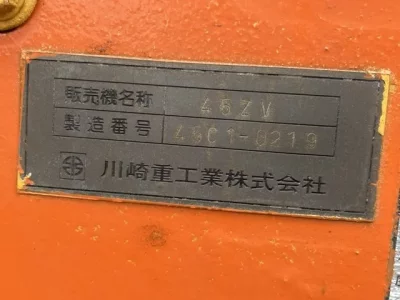 販売機名称 45ZV
製造番号 45C1-0219
川崎重工業株式会社